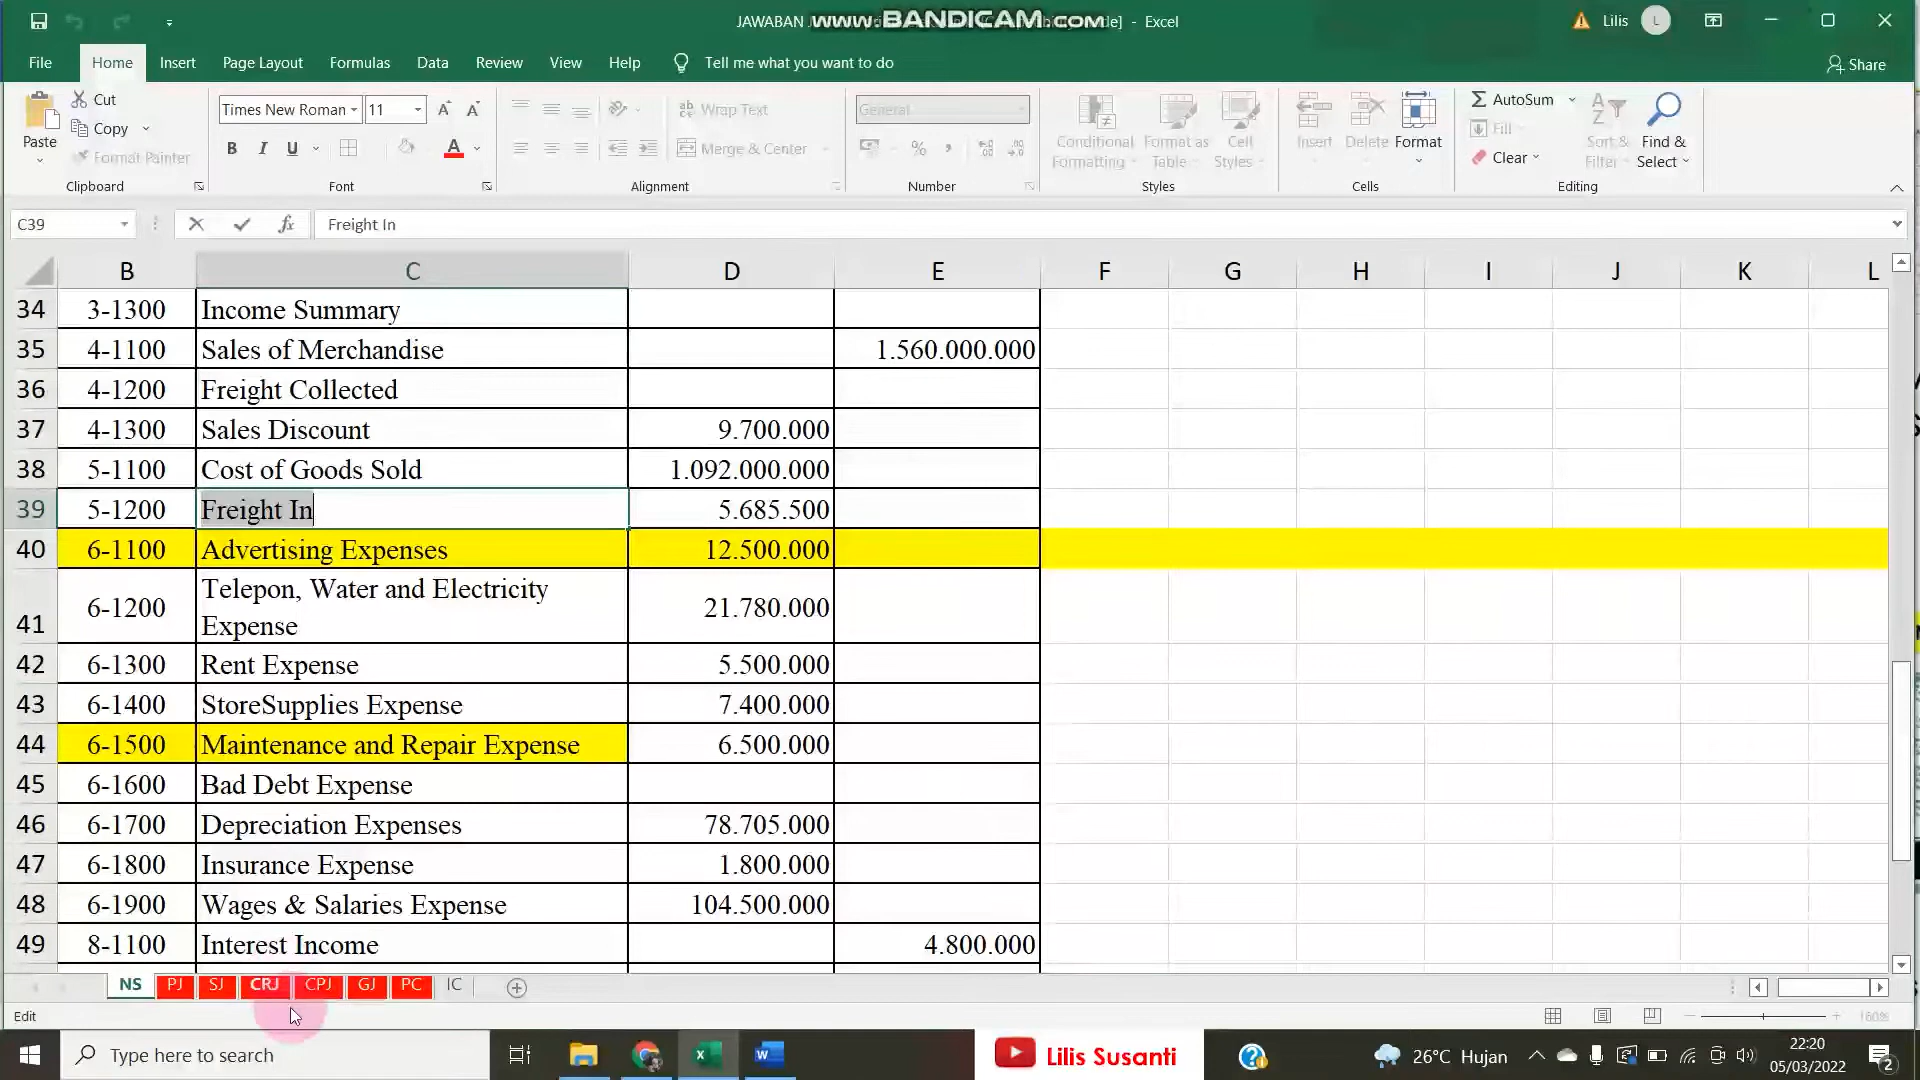 JAWABAN
www.BANDICAM.com
- Excel
Lilis
L
File
Home
Insert
Page Layout
Formulas
Data
Review
View
Help
Tell me what you want to do
Share
Paste
Cut
Copy
Format Painter
Clipboard
Times New Roman
11
B I U
A
Font
Wrap Text
Merge & Center
Alignment
General
%
Number
Conditional Formatting
Format as Table
Cell Styles
Styles
Insert
Delete
Format
Cells
AutoSum
Fill
Clear
Sort & Filter
Find & Select
Editing
C39
fx
Freight In
B C D E F G H I J K L
34 3-1300 Income Summary
35 4-1100 Sales of Merchandise 1.560.000.000
36 4-1200 Freight Collected
37 4-1300 Sales Discount 9.700.000
38 5-1100 Cost of Goods Sold 1.092.000.000
39 5-1200 Freight In 5.685.500
40 6-1100 Advertising Expenses 12.500.000
41 6-1200 Telepon, Water and Electricity Expense 21.780.000
42 6-1300 Rent Expense 5.500.000
43 6-1400 StoreSupplies Expense 7.400.000
44 6-1500 Maintenance and Repair Expense 6.500.000
45 6-1600 Bad Debt Expense
46 6-1700 Depreciation Expenses 78.705.000
47 6-1800 Insurance Expense 1.800.000
48 6-1900 Wages & Salaries Expense 104.500.000
49 8-1100 Interest Income 4.800.000
NS PJ SJ CRJ CPJ GJ PC IC
Edit
160%
Type here to search
Lilis Susanti
26°C Hujan
22:20
05/03/2022
2